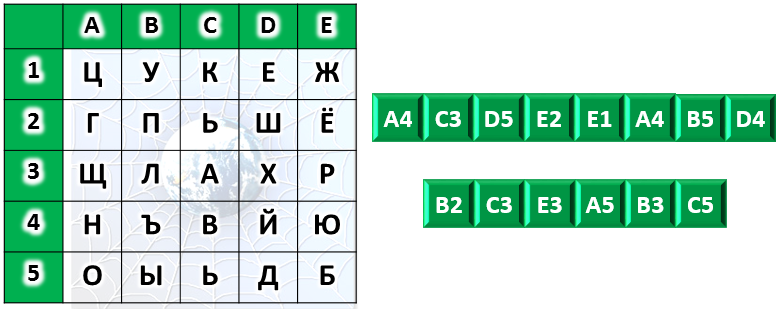 A B C D E
1 Ц У К Е Ж
2 Г П Ь Ш Ё
3 Щ Л А Х Р
4 Н Ъ В Й Ю
5 О Ы Ь Д Б
A4 C3 D5 E2 E1 A4 B5 D4
B2 C3 E3 A5 B3 C5